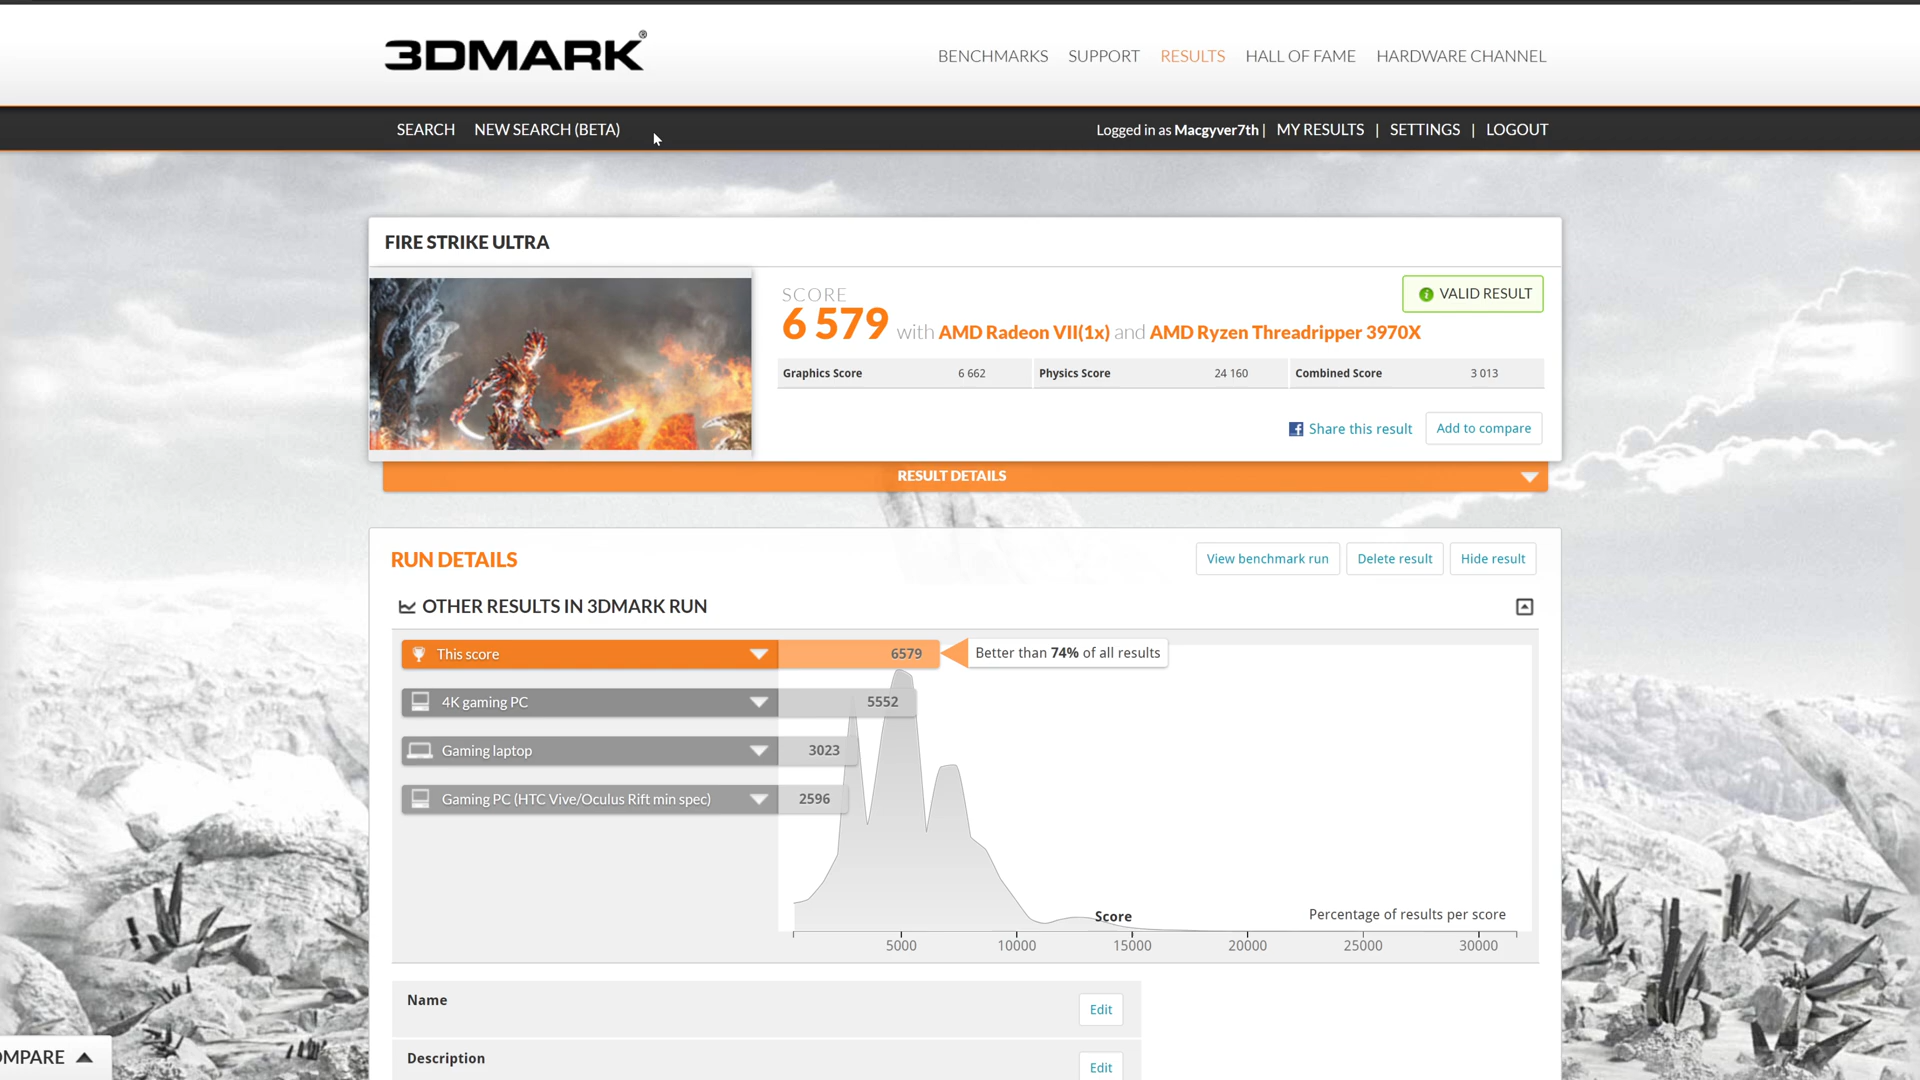 3DMARK®
BENCHMARKS SUPPORT RESULTS HALL OF FAME HARDWARE CHANNEL
SEARCH NEW SEARCH (BETA) Logged in as Macgyver7th | MY RESULTS | SETTINGS | LOGOUT
FIRE STRIKE ULTRA
VALID RESULT
SCORE
6 579 with AMD Radeon VII(1x) and AMD Ryzen Threadripper 3970X
Graphics Score 6 662 Physics Score 24 160 Combined Score 3 013
Share this result Add to compare
RESULT DETAILS
RUN DETAILS View benchmark run Delete result Hide result
OTHER RESULTS IN 3DMARK RUN
This score 6579 Better than 74% of all results
4K gaming PC 5552
Gaming laptop 3023
Gaming PC (HTC Vive/Oculus Rift min spec) 2596
Score Percentage of results per score
5000 10000 15000 20000 25000 30000
Name Edit
OMPARE
Description Edit